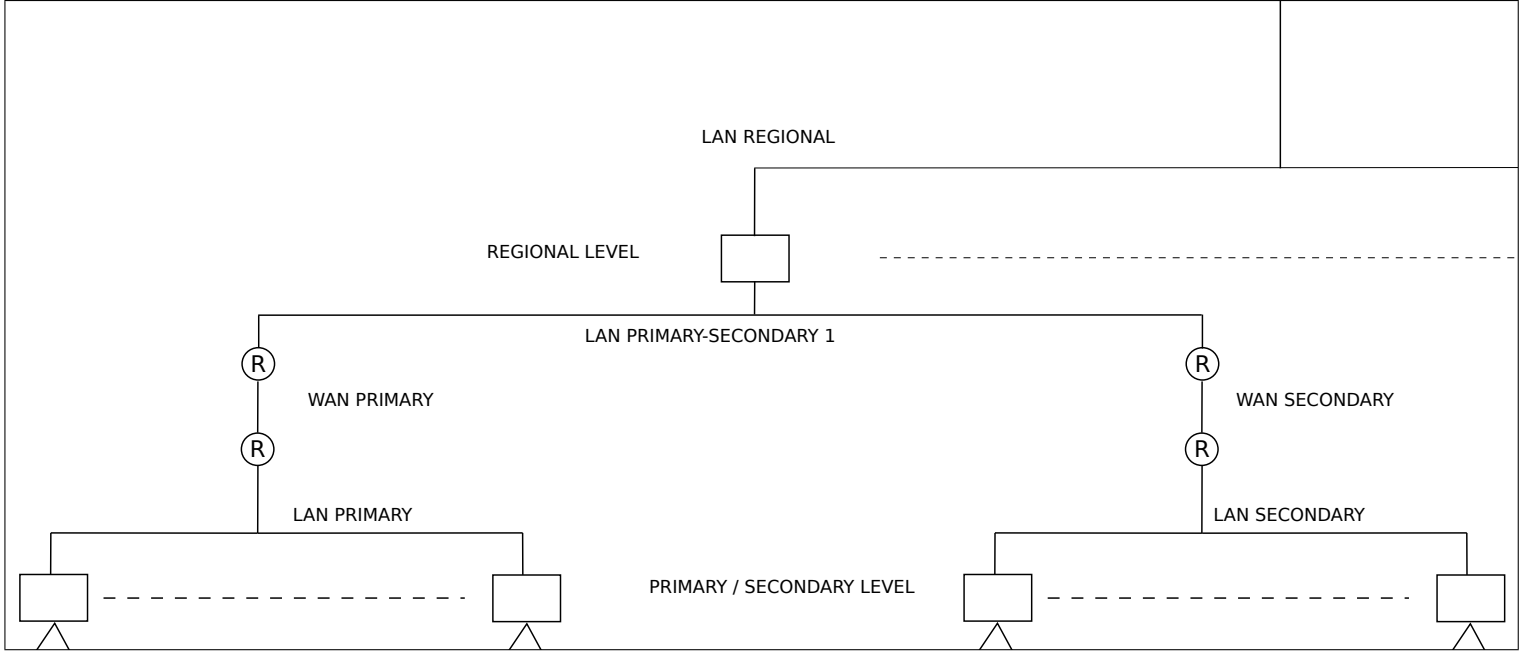 LAN REGIONAL
REGIONAL LEVEL
LAN PRIMARY-SECONDARY 1
R
R
WAN PRIMARY
WAN SECONDARY
R
R
LAN PRIMARY
LAN SECONDARY
PRIMARY / SECONDARY LEVEL